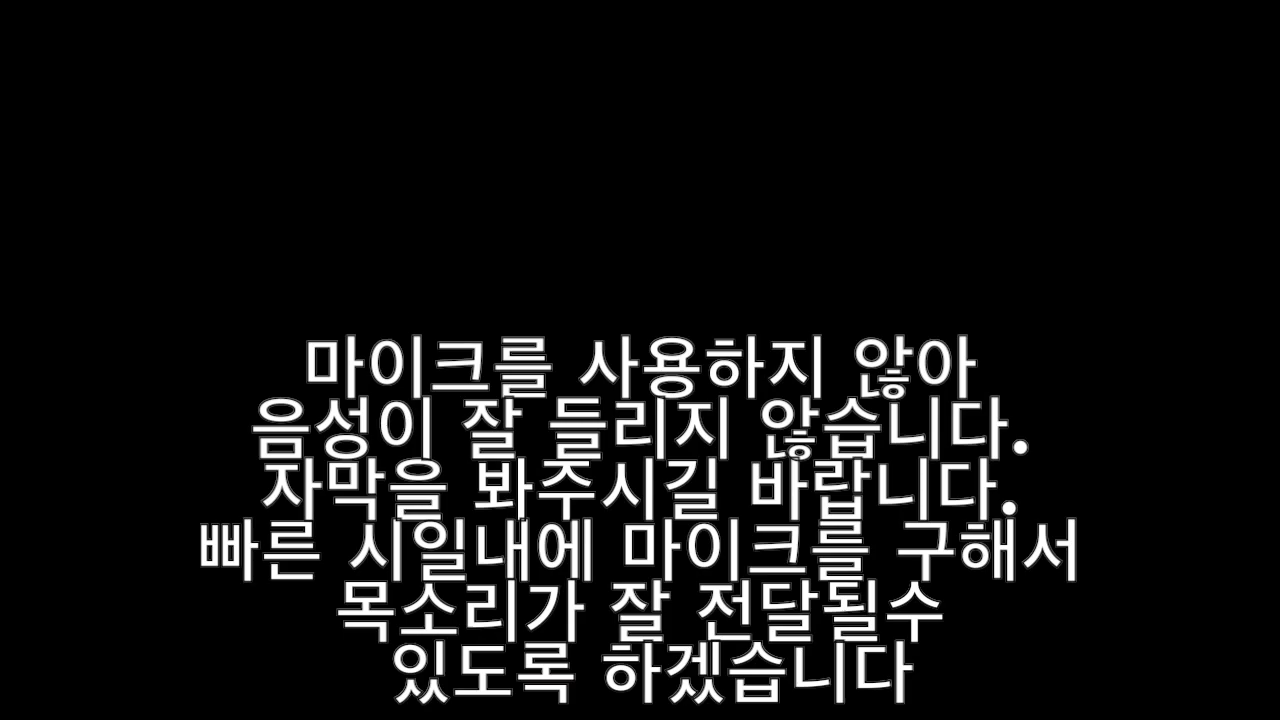 마이크를 사용하지 않아
음성이 잘 들리지 않습니다.
자막을 봐주시길 바랍니다.
빠른 시일내에 마이크를 구해서
목소리가 잘 전달될수
있도록 하겠습니다